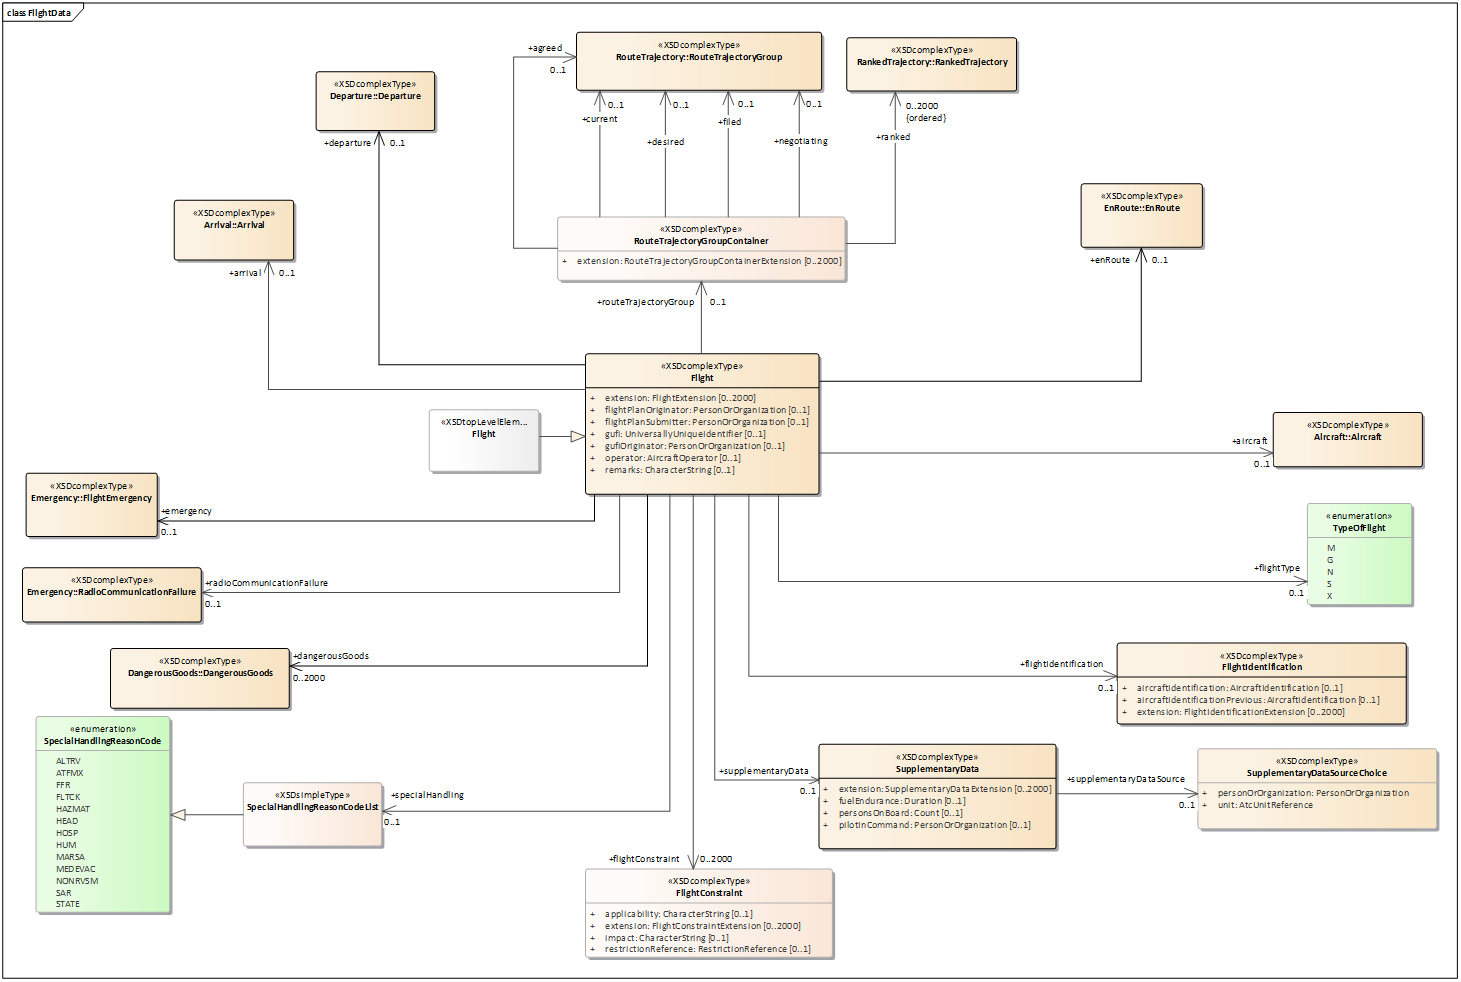 class FlightData
«XSDcomplexType»
RouteTrajectory::RouteTrajectoryGroup
«XSDcomplexType»
RankedTrajectory::RankedTrajectory
+agreed
0..1
«XSDcomplexType»
Departure::Departure
0..1
+current
0..1
+desired
0..1
+filed
0..1
+negotiating
0..2000
{ordered}
+ranked
+departure
0..1
«XSDcomplexType»
Arrival::Arrival
«XSDcomplexType»
EnRoute::EnRoute
«XSDcomplexType»
RouteTrajectoryGroupContainer
+ extension: RouteTrajectoryGroupContainerExtension [0..2000]
+arrival
0..1
+enRoute
0..1
+routeTrajectoryGroup
0..1
«XSDcomplexType»
Flight
+ extension: FlightExtension [0..2000]
+ flightPlanOriginator: PersonOrOrganization [0..1]
+ flightPlanSubmitter: PersonOrOrganization [0..1]
+ gufi: UniversallyUniqueIdentifier [0..1]
+ gufiOriginator: PersonOrOrganization [0..1]
+ operator: AircraftOperator [0..1]
+ remarks: CharacterString [0..1]
«XSDtopLevelElem...
Flight
+aircraft
0..1
«XSDcomplexType»
Aircraft::Aircraft
«XSDcomplexType»
Emergency::FlightEmergency
+emergency
0..1
«enumeration»
TypeOfFlight
M
G
N
S
X
+flightType
0..1
«XSDcomplexType»
Emergency::RadioCommunicationFailure
+radioCommunicationFailure
0..1
«XSDcomplexType»
DangerousGoods::DangerousGoods
+dangerousGoods
0..2000
+flightIdentification
0..1
«XSDcomplexType»
FlightIdentification
+ aircraftIdentification: AircraftIdentification [0..1]
+ aircraftIdentificationPrevious: AircraftIdentification [0..1]
+ extension: FlightIdentificationExtension [0..2000]
«enumeration»
SpecialHandlingReasonCode
ALTRV
ATFMX
FFR
FLTCK
HAZMAT
HEAD
HOSP
HUM
MARSA
MEDEVAC
NONRVSM
SAR
STATE
«XSDsimpleType»
SpecialHandlingReasonCodeList
+specialHandling
0..1
+supplementaryData
0..1
«XSDcomplexType»
SupplementaryData
+ extension: SupplementaryDataExtension [0..2000]
+ fuelEndurance: Duration [0..1]
+ personsOnBoard: Count [0..1]
+ pilotInCommand: PersonOrOrganization [0..1]
+supplementaryDataSource
0..1
«XSDcomplexType»
SupplementaryDataSourceChoice
+ personOrOrganization: PersonOrOrganization
+ unit: AtcUnitReference
+flightConstraint
0..2000
«XSDcomplexType»
FlightConstraint
+ applicability: CharacterString [0..1]
+ extension: FlightConstraintExtension [0..2000]
+ impact: CharacterString [0..1]
+ restrictionReference: RestrictionReference [0..1]